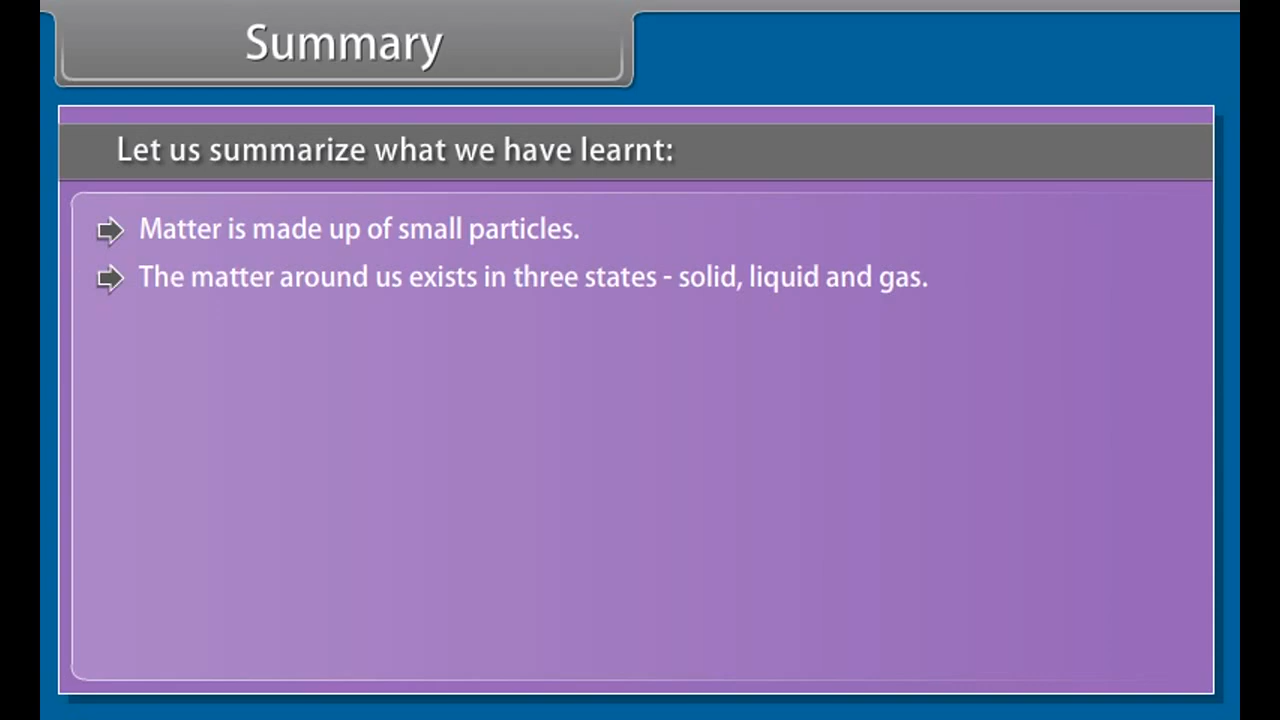 Summary
Let us summarize what we have learnt:
Matter is made up of small particles.
The matter around us exists in three states - solid, liquid and gas.